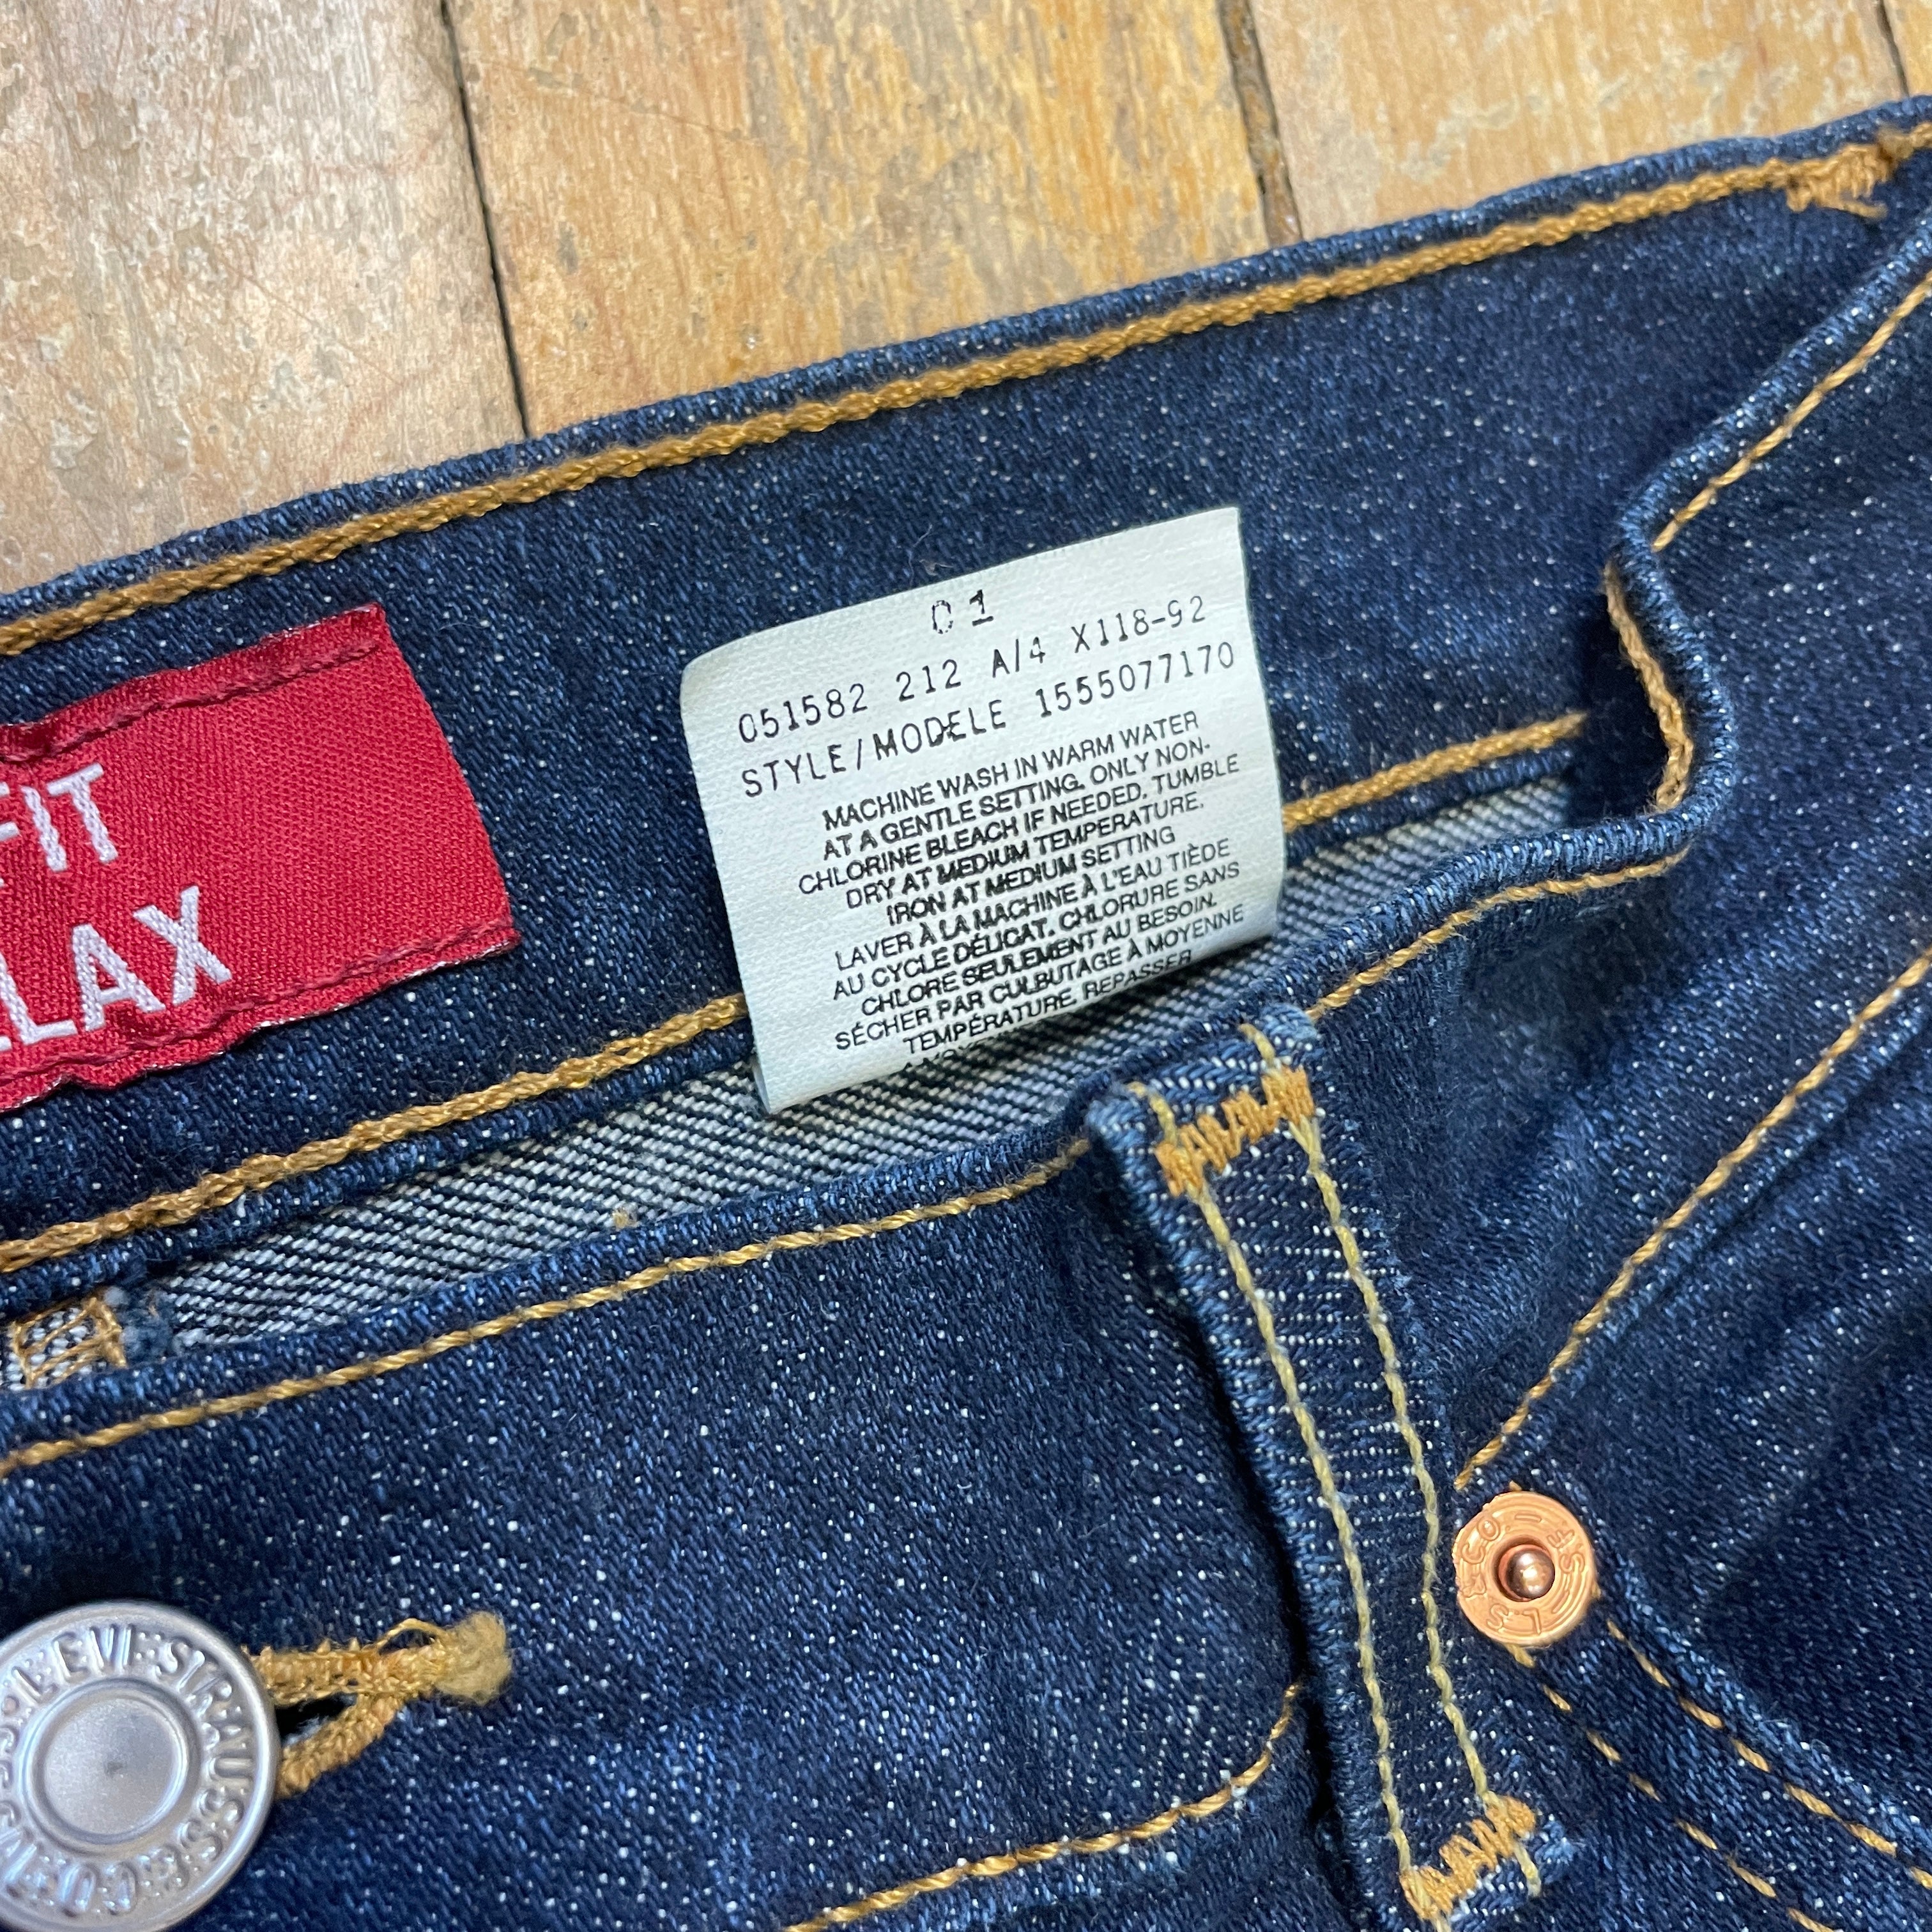 FIT
LAX
01
051582 212 A/4 X118-92
STYLE/MODELE 1555077170
MACHINE WASH IN WARM WATER
AT A GENTLE SETTING, ONLY NON-
CHLORINE BLEACH IF NEEDED, TUMBLE
DRY AT MEDIUM TEMPERATURE.
IRON AT MEDIUM SETTING
LAVER À LA MACHINE À L'EAU TIÈDE
AU CYCLE DÉLICAT. CHLORURE SANS
CHLORE SEULEMENT AU BESOIN.
SÉCHER PAR CULBUTAGE À MOYENNE
TEMPÉRATURE. REPASSER
LEVI STRAUSS & CO
L S & CO — SF —